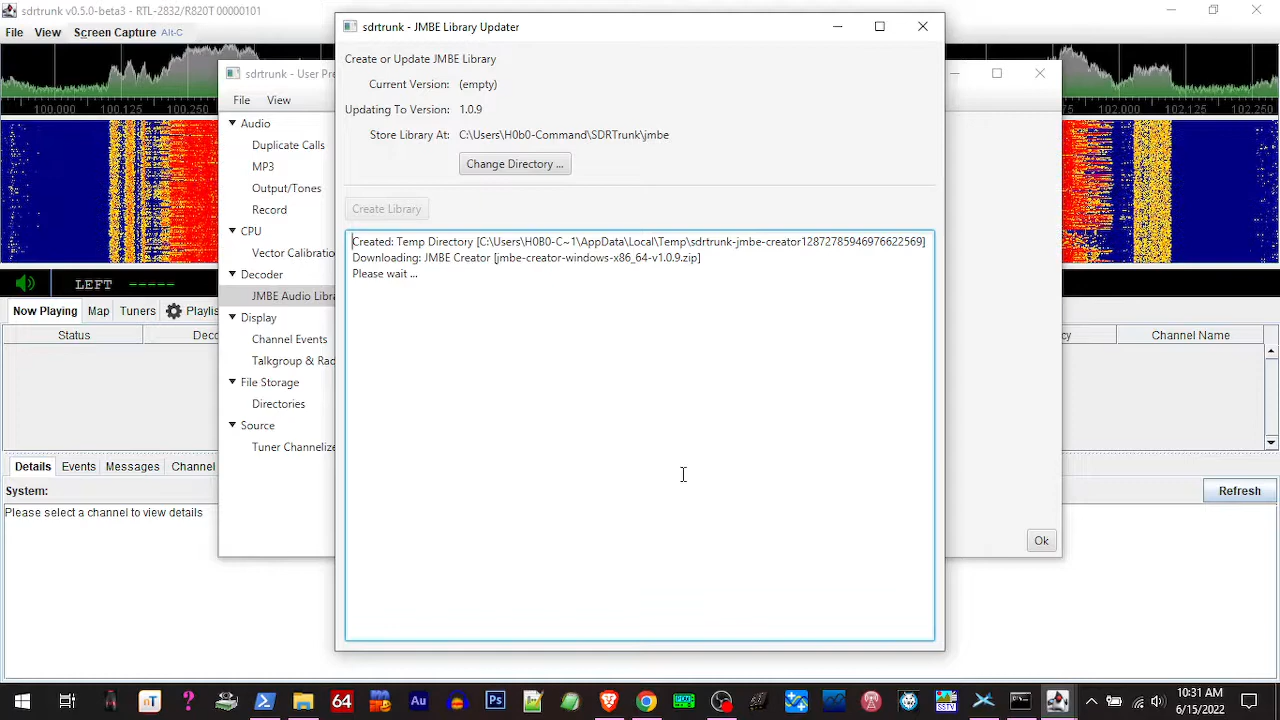 sdrtrunk v0.5.0-beta3 - RTL-2832/R820T 00000101
File View Screen Capture Alt-C
100.000 100.125 100.250
102.000 102.125 102.250
LEFT -----
Now Playing Map Tuners Playlis
Status Deco
cy Channel Name
Details Events Messages Channel
System:
Refresh
Please select a channel to view details
sdrtrunk - User Pre
File View
Audio
Duplicate Calls
MP3
Output/Tones
Record
CPU
Vector Calibratio
Decoder
JMBE Audio Libra
Display
Channel Events
Talkgroup & Rad
File Storage
Directories
Source
Tuner Channelize
Ok
sdrtrunk - JMBE Library Updater
Create or Update JMBE Library
Current Version: (empty)
Updating To Version: 1.0.9
Store Library At: C:\Users\H0b0-Command\SDRTrunk\jmbe
Change Directory ...
Create Library
Created: Temp Directory [C:\Users\H0B0-C~1\AppData\Local\Temp\sdrtrunk-jmbe-creator12872785946976322569]
Downloading: JMBE Creator [jmbe-creator-windows-x86_64-v1.0.9.zip]
Please wait ...
nT
64
Au
Ps
SSTV
10:31 AM
6/15/2022